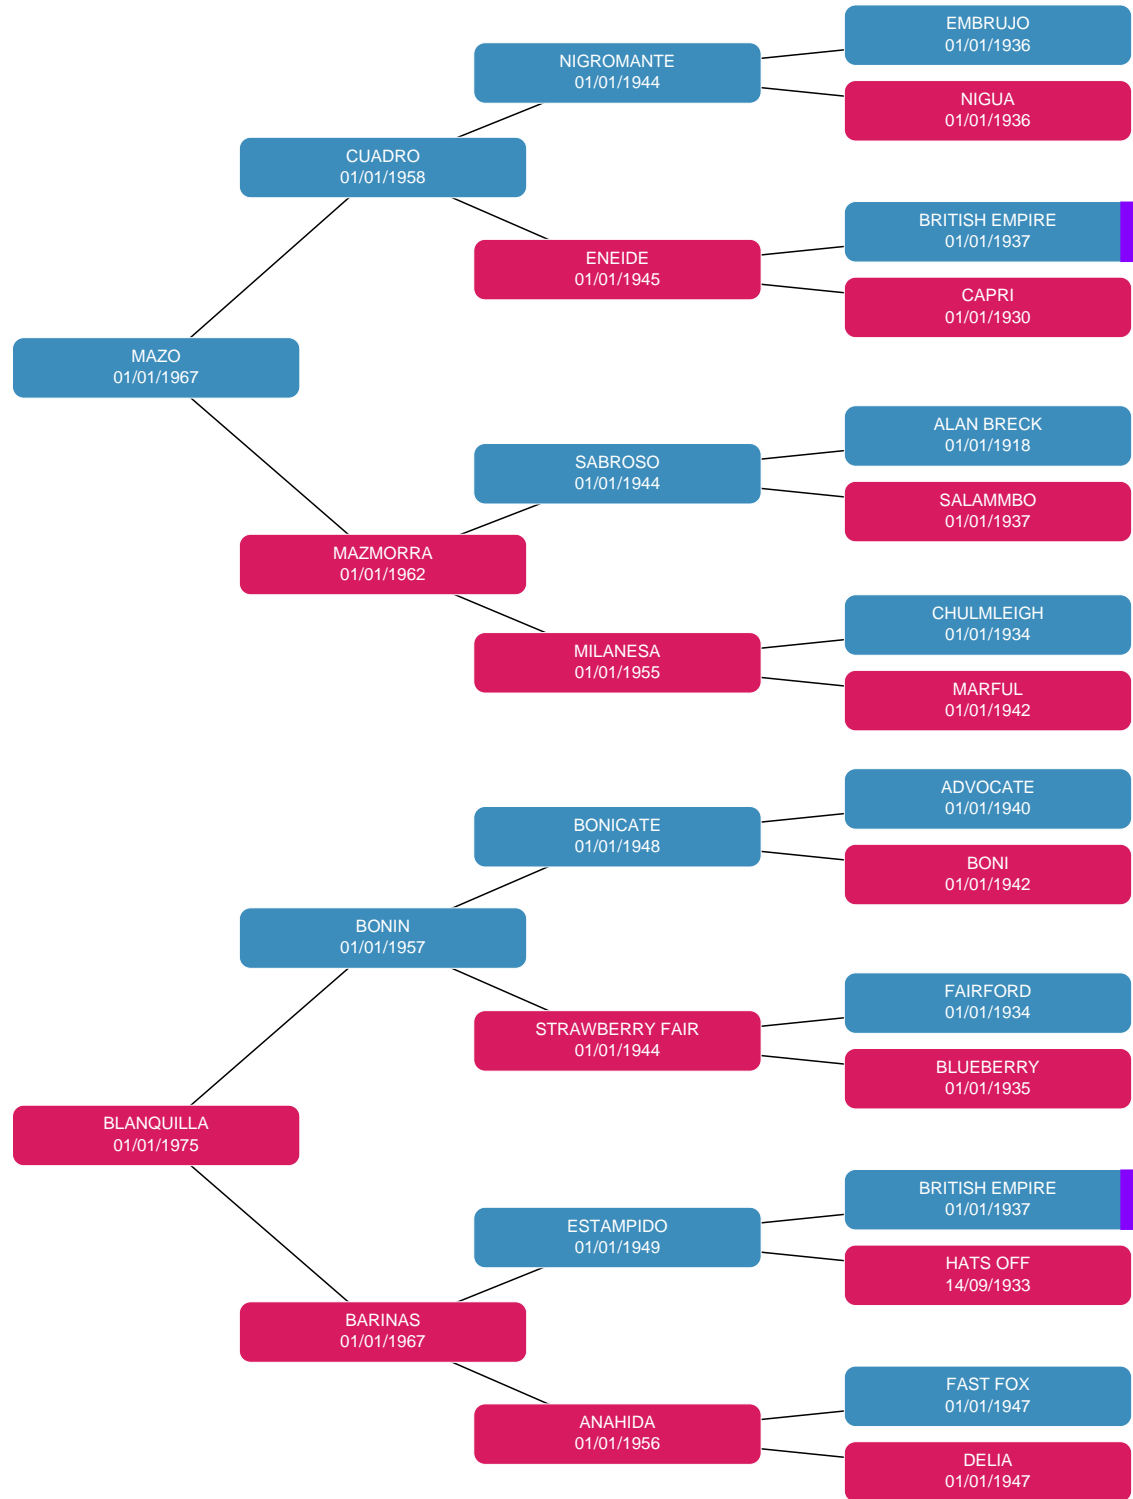 EMBRUJO
01/01/1936
NIGROMANTE
01/01/1944
NIGUA
01/01/1936
CUADRO
01/01/1958
BRITISH EMPIRE
01/01/1937
ENEIDE
01/01/1945
CAPRI
01/01/1930
MAZO
01/01/1967
ALAN BRECK
01/01/1918
SABROSO
01/01/1944
SALAMMBO
01/01/1937
MAZMORRA
01/01/1962
CHULMLEIGH
01/01/1934
MILANESA
01/01/1955
MARFUL
01/01/1942
ADVOCATE
01/01/1940
BONICATE
01/01/1948
BONI
01/01/1942
BONIN
01/01/1957
FAIRFORD
01/01/1934
STRAWBERRY FAIR
01/01/1944
BLUEBERRY
01/01/1935
BLANQUILLA
01/01/1975
BRITISH EMPIRE
01/01/1937
ESTAMPIDO
01/01/1949
HATS OFF
14/09/1933
BARINAS
01/01/1967
FAST FOX
01/01/1947
ANAHIDA
01/01/1956
DELIA
01/01/1947